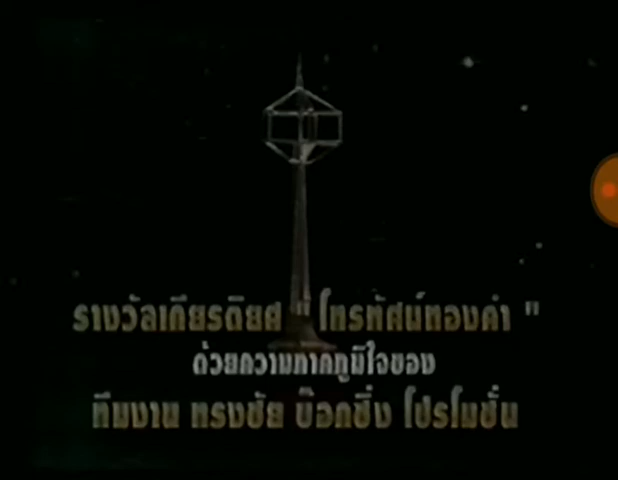 รางวัลเกียรติยศ " โทรทัศน์ทองคำ "
ด้วยความภาคภูมิใจของ
ทีมงาน ทรงชัย บ๊อกซิ่ง โปรโมชั่น